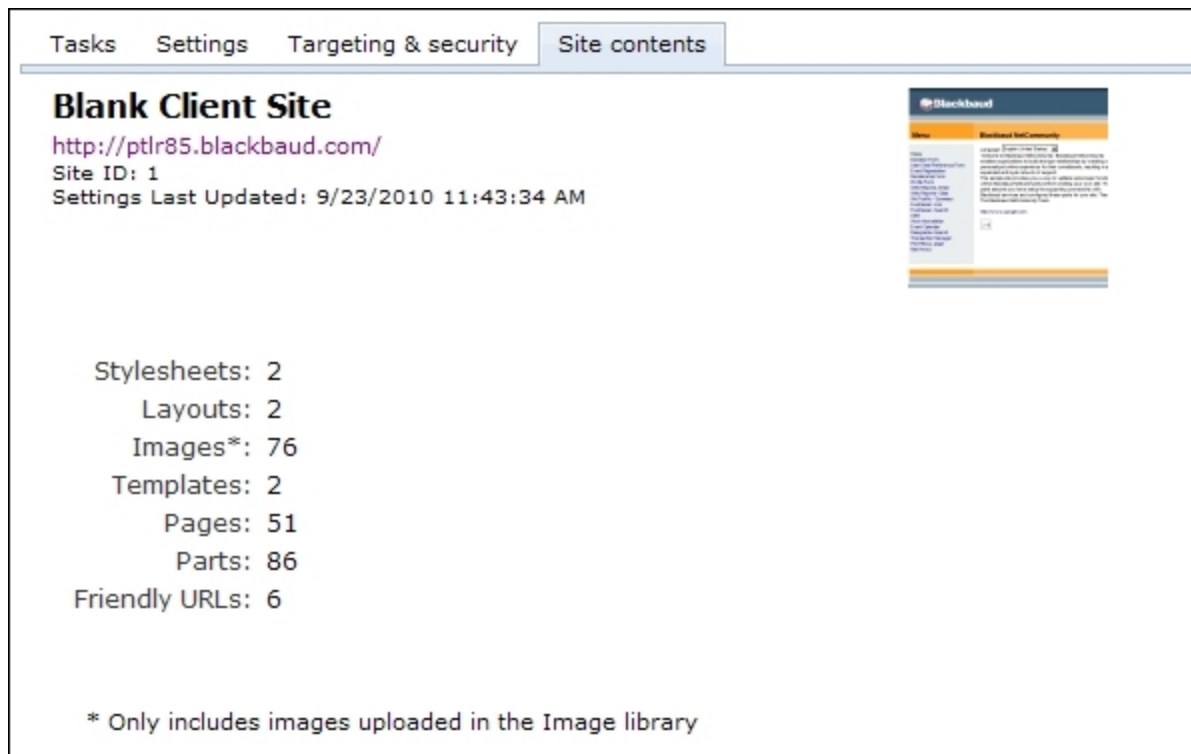 Tasks Settings Targeting & security Site contents
Blank Client Site
http://ptlr85.blackbaud.com/
Site ID: 1
Settings Last Updated: 9/23/2010 11:43:34 AM
Blackbaud
Menu
Blackbaud NetCommunity
Stylesheets: 2
Layouts: 2
Images*: 76
Templates: 2
Pages: 51
Parts: 86
Friendly URLs: 6
* Only includes images uploaded in the Image library